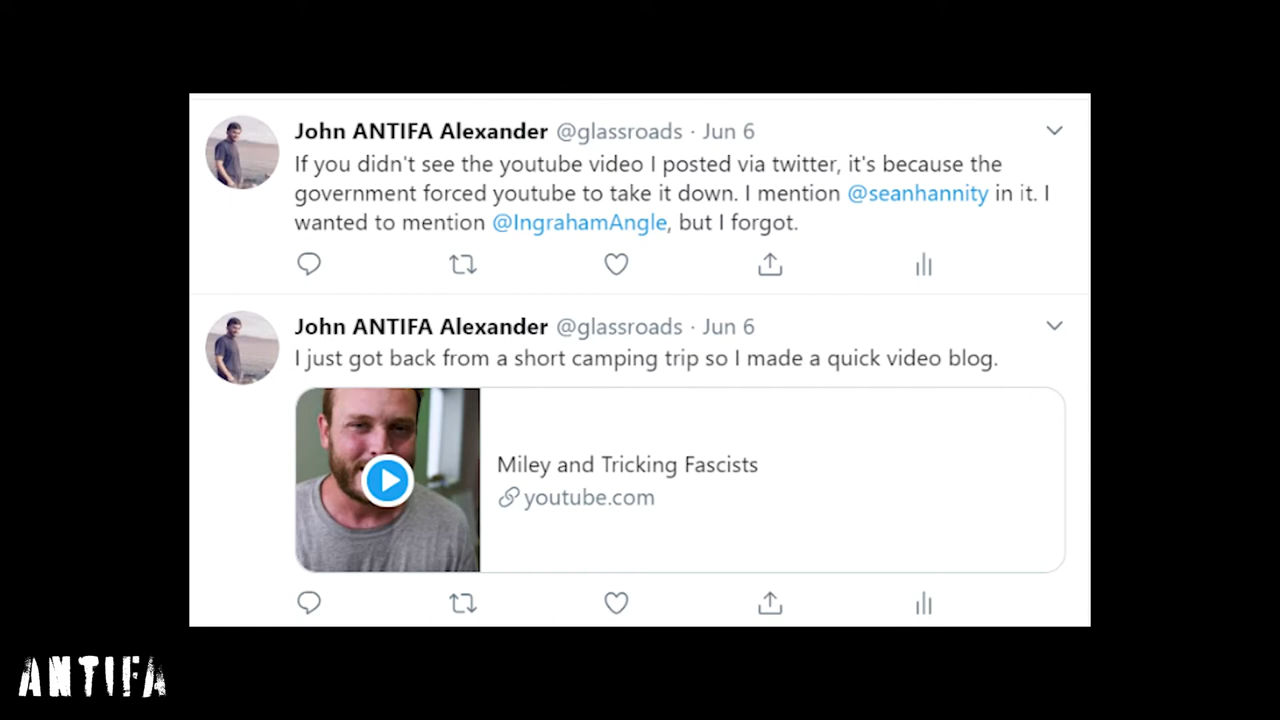 John ANTIFA Alexander @glassroads · Jun 6
If you didn't see the youtube video I posted via twitter, it's because the
government forced youtube to take it down. I mention @seanhannity in it. I
wanted to mention @IngrahamAngle, but I forgot.
John ANTIFA Alexander @glassroads · Jun 6
I just got back from a short camping trip so I made a quick video blog.
Miley and Tricking Fascists
youtube.com
ANTIFA